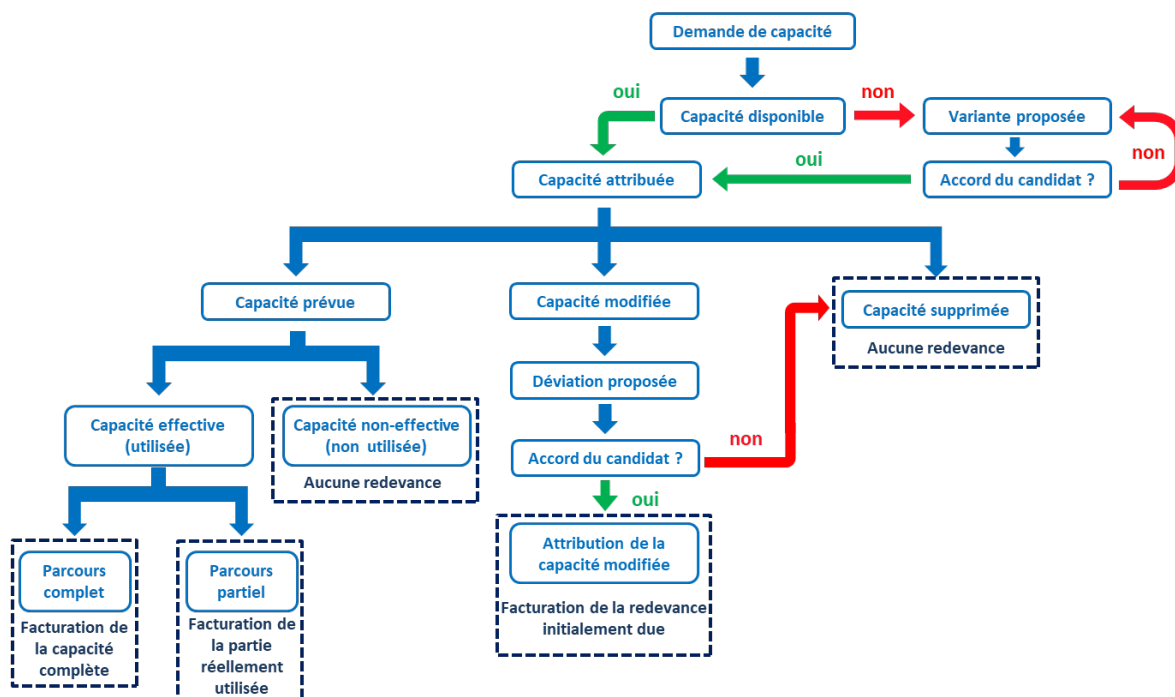 Demande de capacité
oui
non
Capacité disponible
Variante proposée
oui
non
Capacité attribuée
Accord du candidat ?
Capacité prévue
Capacité modifiée
Capacité supprimée
Aucune redevance
Déviation proposée
Capacité effective
(utilisée)
Capacité non-effective
(non utilisée)
Aucune redevance
non
Accord du candidat ?
oui
Attribution de la
capacité modifiée
Facturation de la redevance
initialement due
Parcours
complet
Facturation de
la capacité
complète
Parcours
partiel
Facturation de
la partie
réellement
utilisée